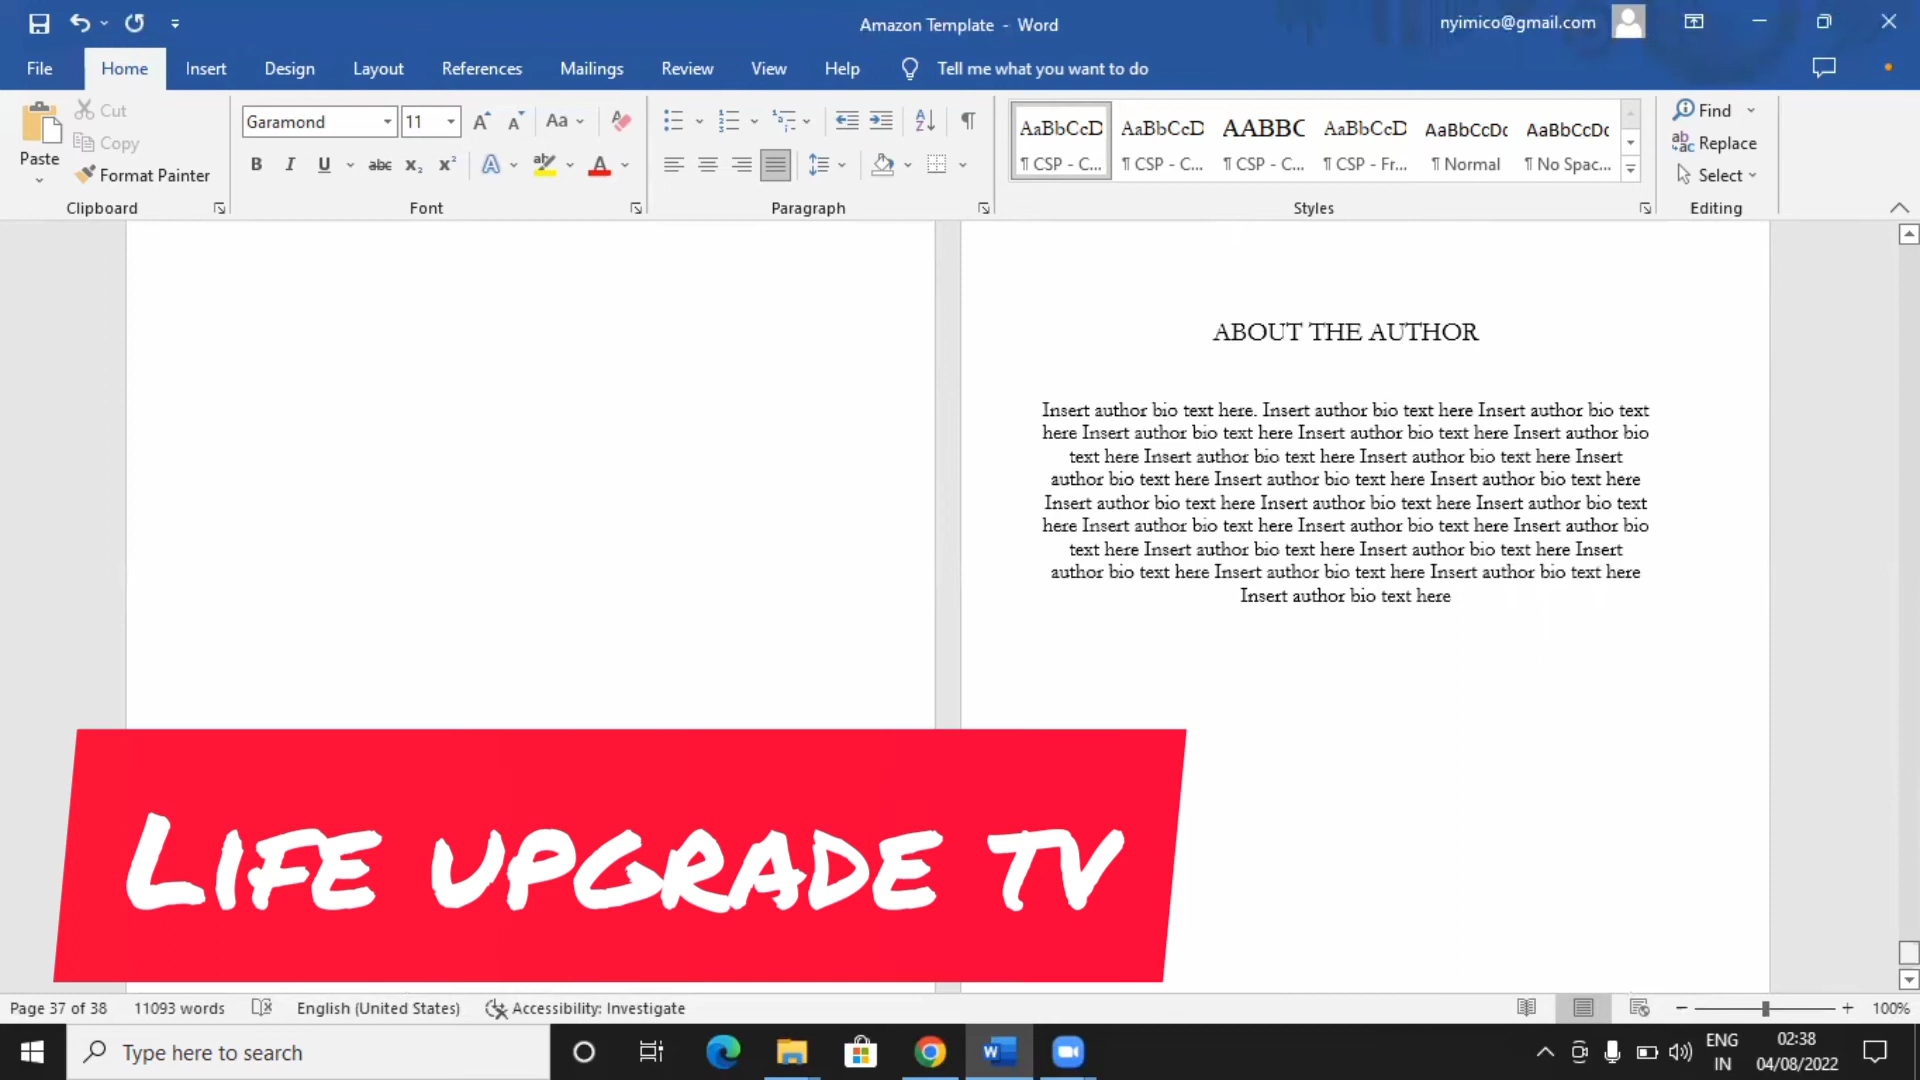 Amazon Template - Word
nyimico@gmail.com
File Home Insert Design Layout References Mailings Review View Help Tell me what you want to do
Paste
Cut
Copy
Format Painter
Clipboard
Garamond 11
Font
Paragraph
AaBbCcD AaBbCcD AABBC AaBbCcD AaBbCcDc AaBbCcDc
¶ CSP - C... ¶ CSP - C... ¶ CSP - C... ¶ CSP - Fr... ¶ Normal ¶ No Spac...
Styles
Find
Replace
Select
Editing
ABOUT THE AUTHOR
Insert author bio text here. Insert author bio text here Insert author bio text
here Insert author bio text here Insert author bio text here Insert author bio
text here Insert author bio text here Insert author bio text here Insert
author bio text here Insert author bio text here Insert author bio text here
Insert author bio text here Insert author bio text here Insert author bio text
here Insert author bio text here Insert author bio text here Insert author bio
text here Insert author bio text here Insert author bio text here Insert
author bio text here Insert author bio text here Insert author bio text here
Insert author bio text here
LIFE UPGRADE TV
Page 37 of 38 11093 words English (United States) Accessibility: Investigate 100%
Type here to search
ENG
IN
02:38
04/08/2022